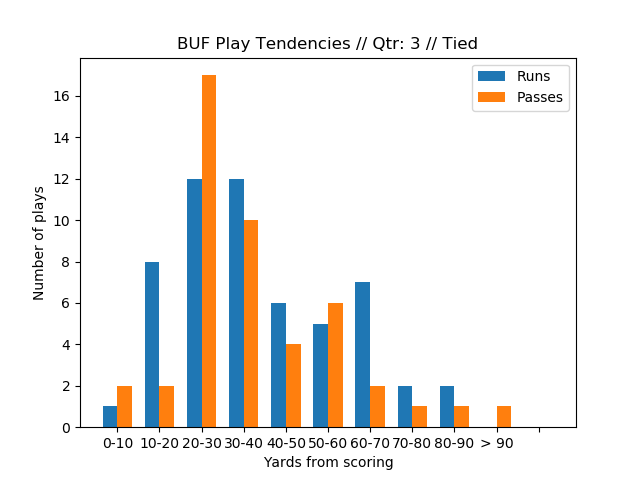 BUF Play Tendencies // Qtr: 3 // Tied
Runs
Passes
Number of plays
16
14
12
10
8
6
4
2
0
0-10 10-20 20-30 30-40 40-50 50-60 60-70 70-80 80-90 > 90
Yards from scoring